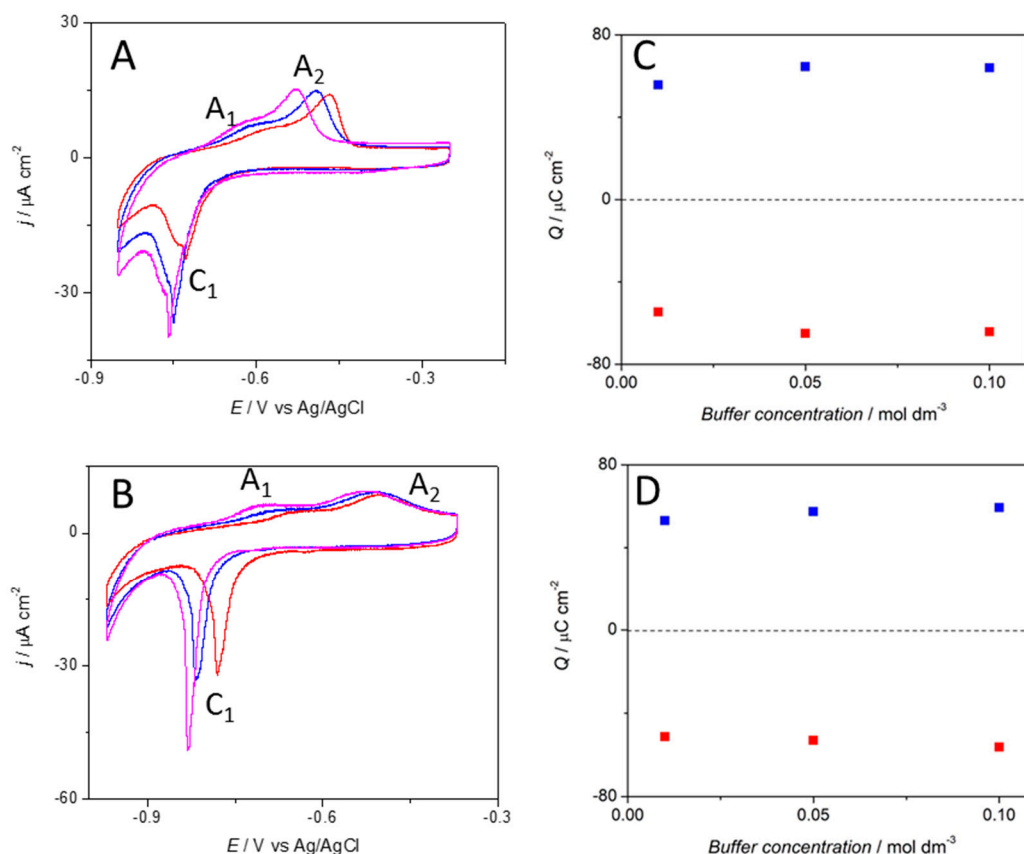 A
30
0
-30
j / μA cm⁻²
A₁
A₂
C₁
-0.9
-0.6
-0.3
E / V vs Ag/AgCl
C
80
0
-80
Q / μC cm⁻²
0.00
0.05
0.10
Buffer concentration / mol dm⁻³
B
0
-30
-60
j / μA cm⁻²
A₁
A₂
C₁
-0.9
-0.6
-0.3
E / V vs Ag/AgCl
D
80
0
-80
Q / μC cm⁻²
0.00
0.05
0.10
Buffer concentration / mol dm⁻³